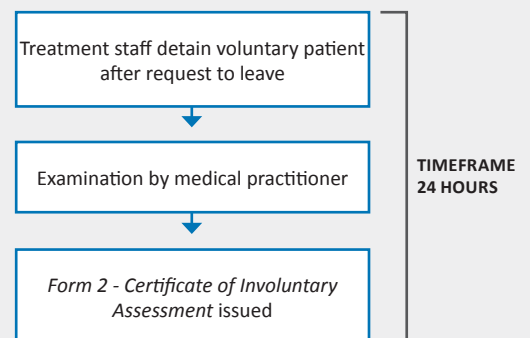 Treatment staff detain voluntary patient
after request to leave
Examination by medical practitioner
TIMEFRAME
24 HOURS
Form 2 - Certificate of Involuntary
Assessment issued